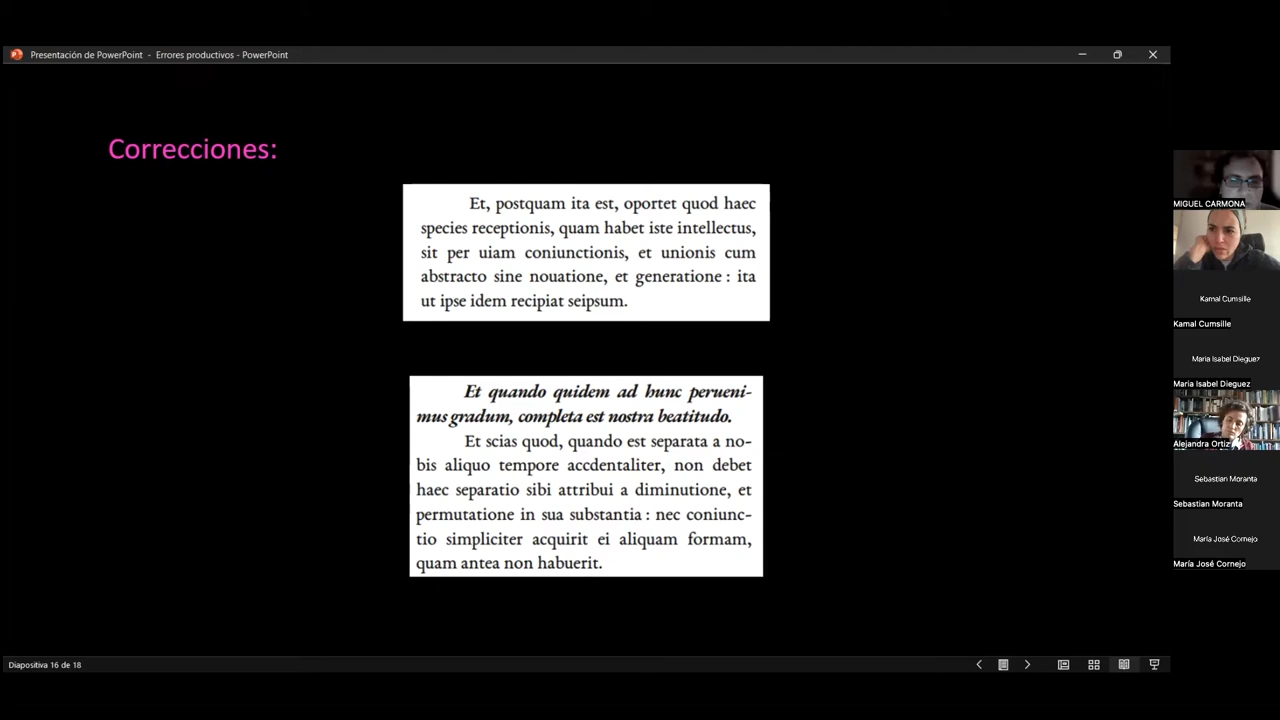 Presentación de PowerPoint - Errores productivos - PowerPoint
Correcciones:
Et, postquam ita est, oportet quod haec
species receptionis, quam habet iste intellectus,
sit per uiam coniunctionis, et unionis cum
abstracto sine nouatione, et generatione : ita
ut ipse idem recipiat seipsum.
Et quando quidem ad hunc perueni-
mus gradum, completa est nostra beatitudo.
Et scias quod, quando est separata a no-
bis aliquo tempore accdentaliter, non debet
haec separatio sibi attribui a diminutione, et
permutatione in sua substantia : nec coniunc-
tio simpliciter acquirit ei aliquam formam,
quam antea non habuerit.
Diapositiva 16 de 18
MIGUEL CARMONA
Kamal Cumsille
Kamal Cumsille
Maria Isabel Dieguez
Maria Isabel Dieguez
Alejandra Ortiz
Sebastian Moranta
Sebastian Moranta
María José Cornejo
María José Cornejo